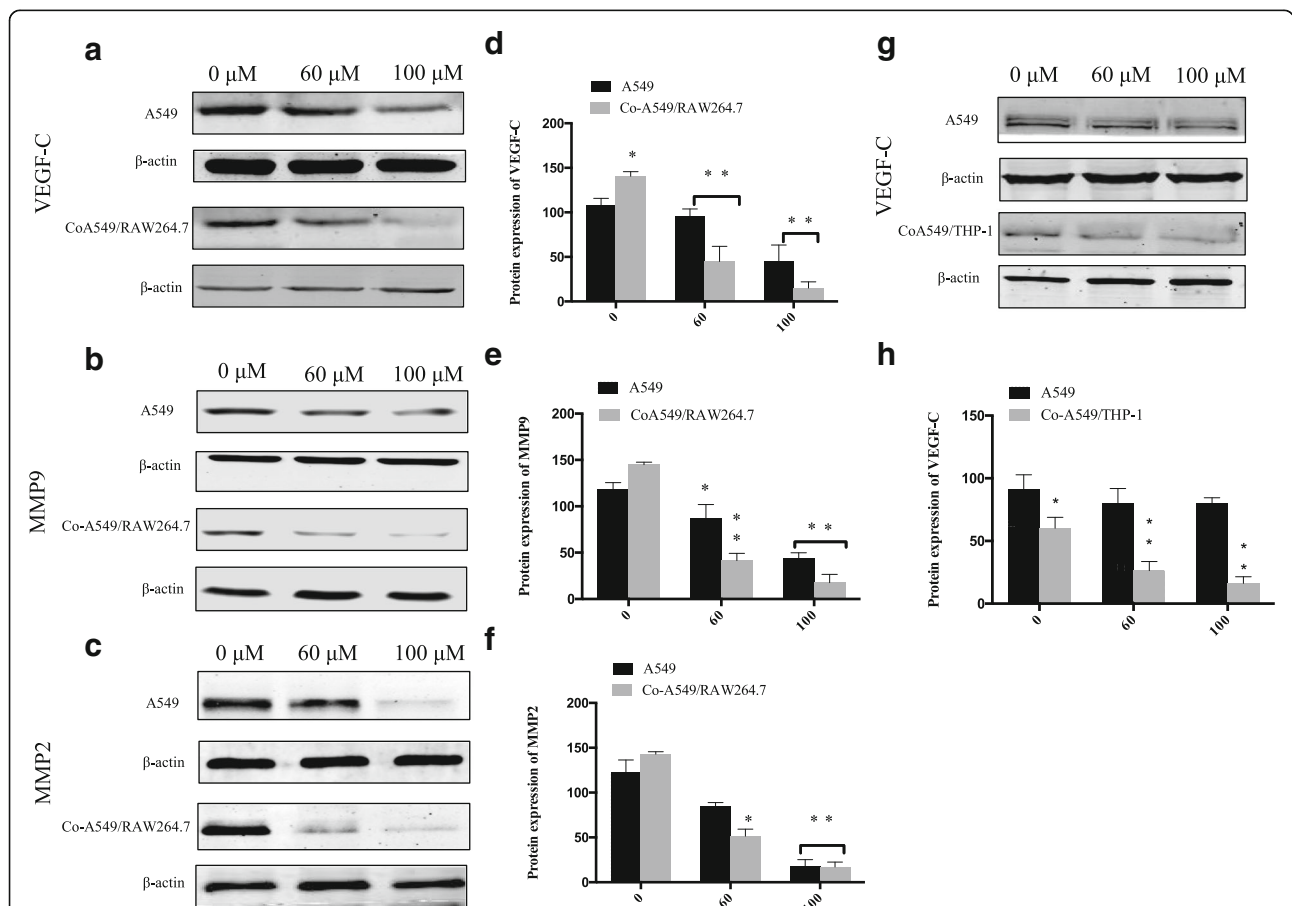 a
0 μM 60 μM 100 μM
VEGF-C
A549
β-actin
CoA549/RAW264.7
β-actin
b
0 μM 60 μM 100 μM
MMP9
A549
β-actin
Co-A549/RAW264.7
β-actin
c
0 μM 60 μM 100 μM
MMP2
A549
β-actin
Co-A549/RAW264.7
β-actin
d
A549
Co-A549/RAW264.7
Protein expression of VEGF-C
200
150
100
50
0
*
* *
* *
0 60 100
e
A549
CoA549/RAW264.7
Protein expression of MMP9
200
150
100
50
0
*
*
*
* *
0 60 100
f
A549
Co-A549/RAW264.7
Protein expression of MMP2
200
150
100
50
0
*
* *
0 60 100
g
0 μM 60 μM 100 μM
VEGF-C
A549
β-actin
CoA549/THP-1
β-actin
h
A549
Co-A549/THP-1
Protein expression of VEGF-C
150
100
50
0
*
*
*
*
*
0 60 100